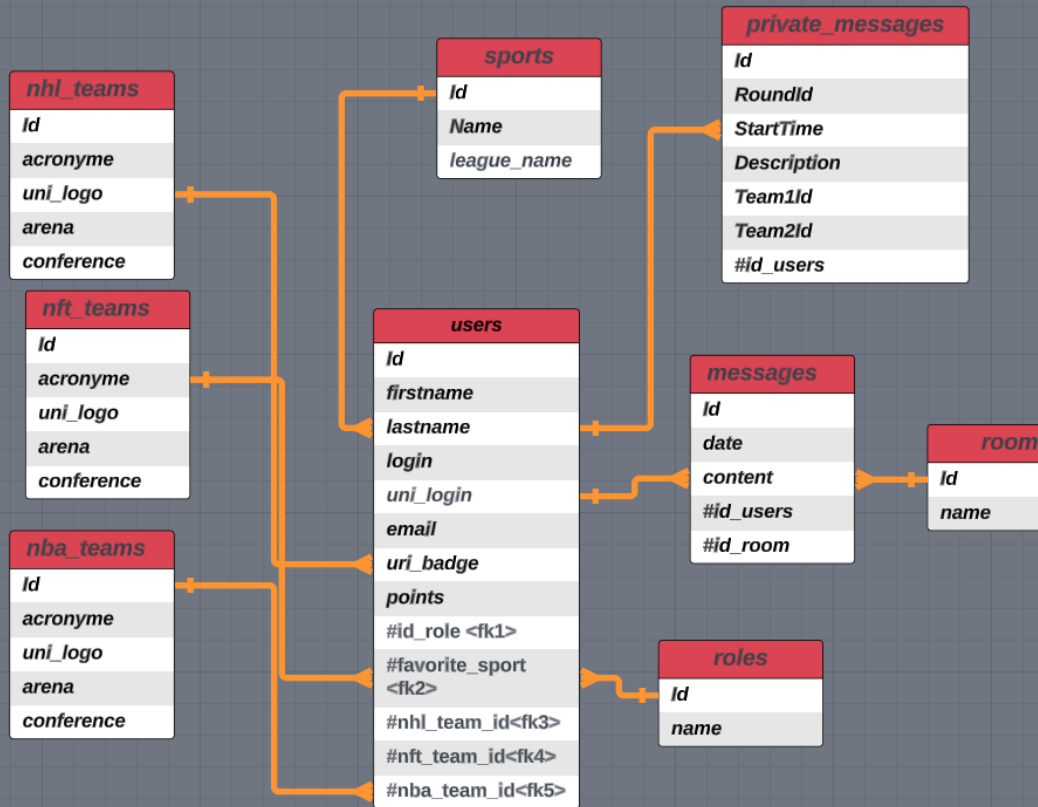 nhl_teams
Id
acronyme
uni_logo
arena
conference
nft_teams
Id
acronyme
uni_logo
arena
conference
nba_teams
Id
acronyme
uni_logo
arena
conference
sports
Id
Name
league_name
users
Id
firstname
lastname
login
uni_login
email
uri_badge
points
#id_role <fk1>
#favorite_sport
<fk2>
#nhl_team_id<fk3>
#nft_team_id<fk4>
#nba_team_id<fk5>
private_messages
Id
RoundId
StartTime
Description
Team1Id
Team2Id
#id_users
messages
Id
date
content
#id_users
#id_room
room
Id
name
roles
Id
name